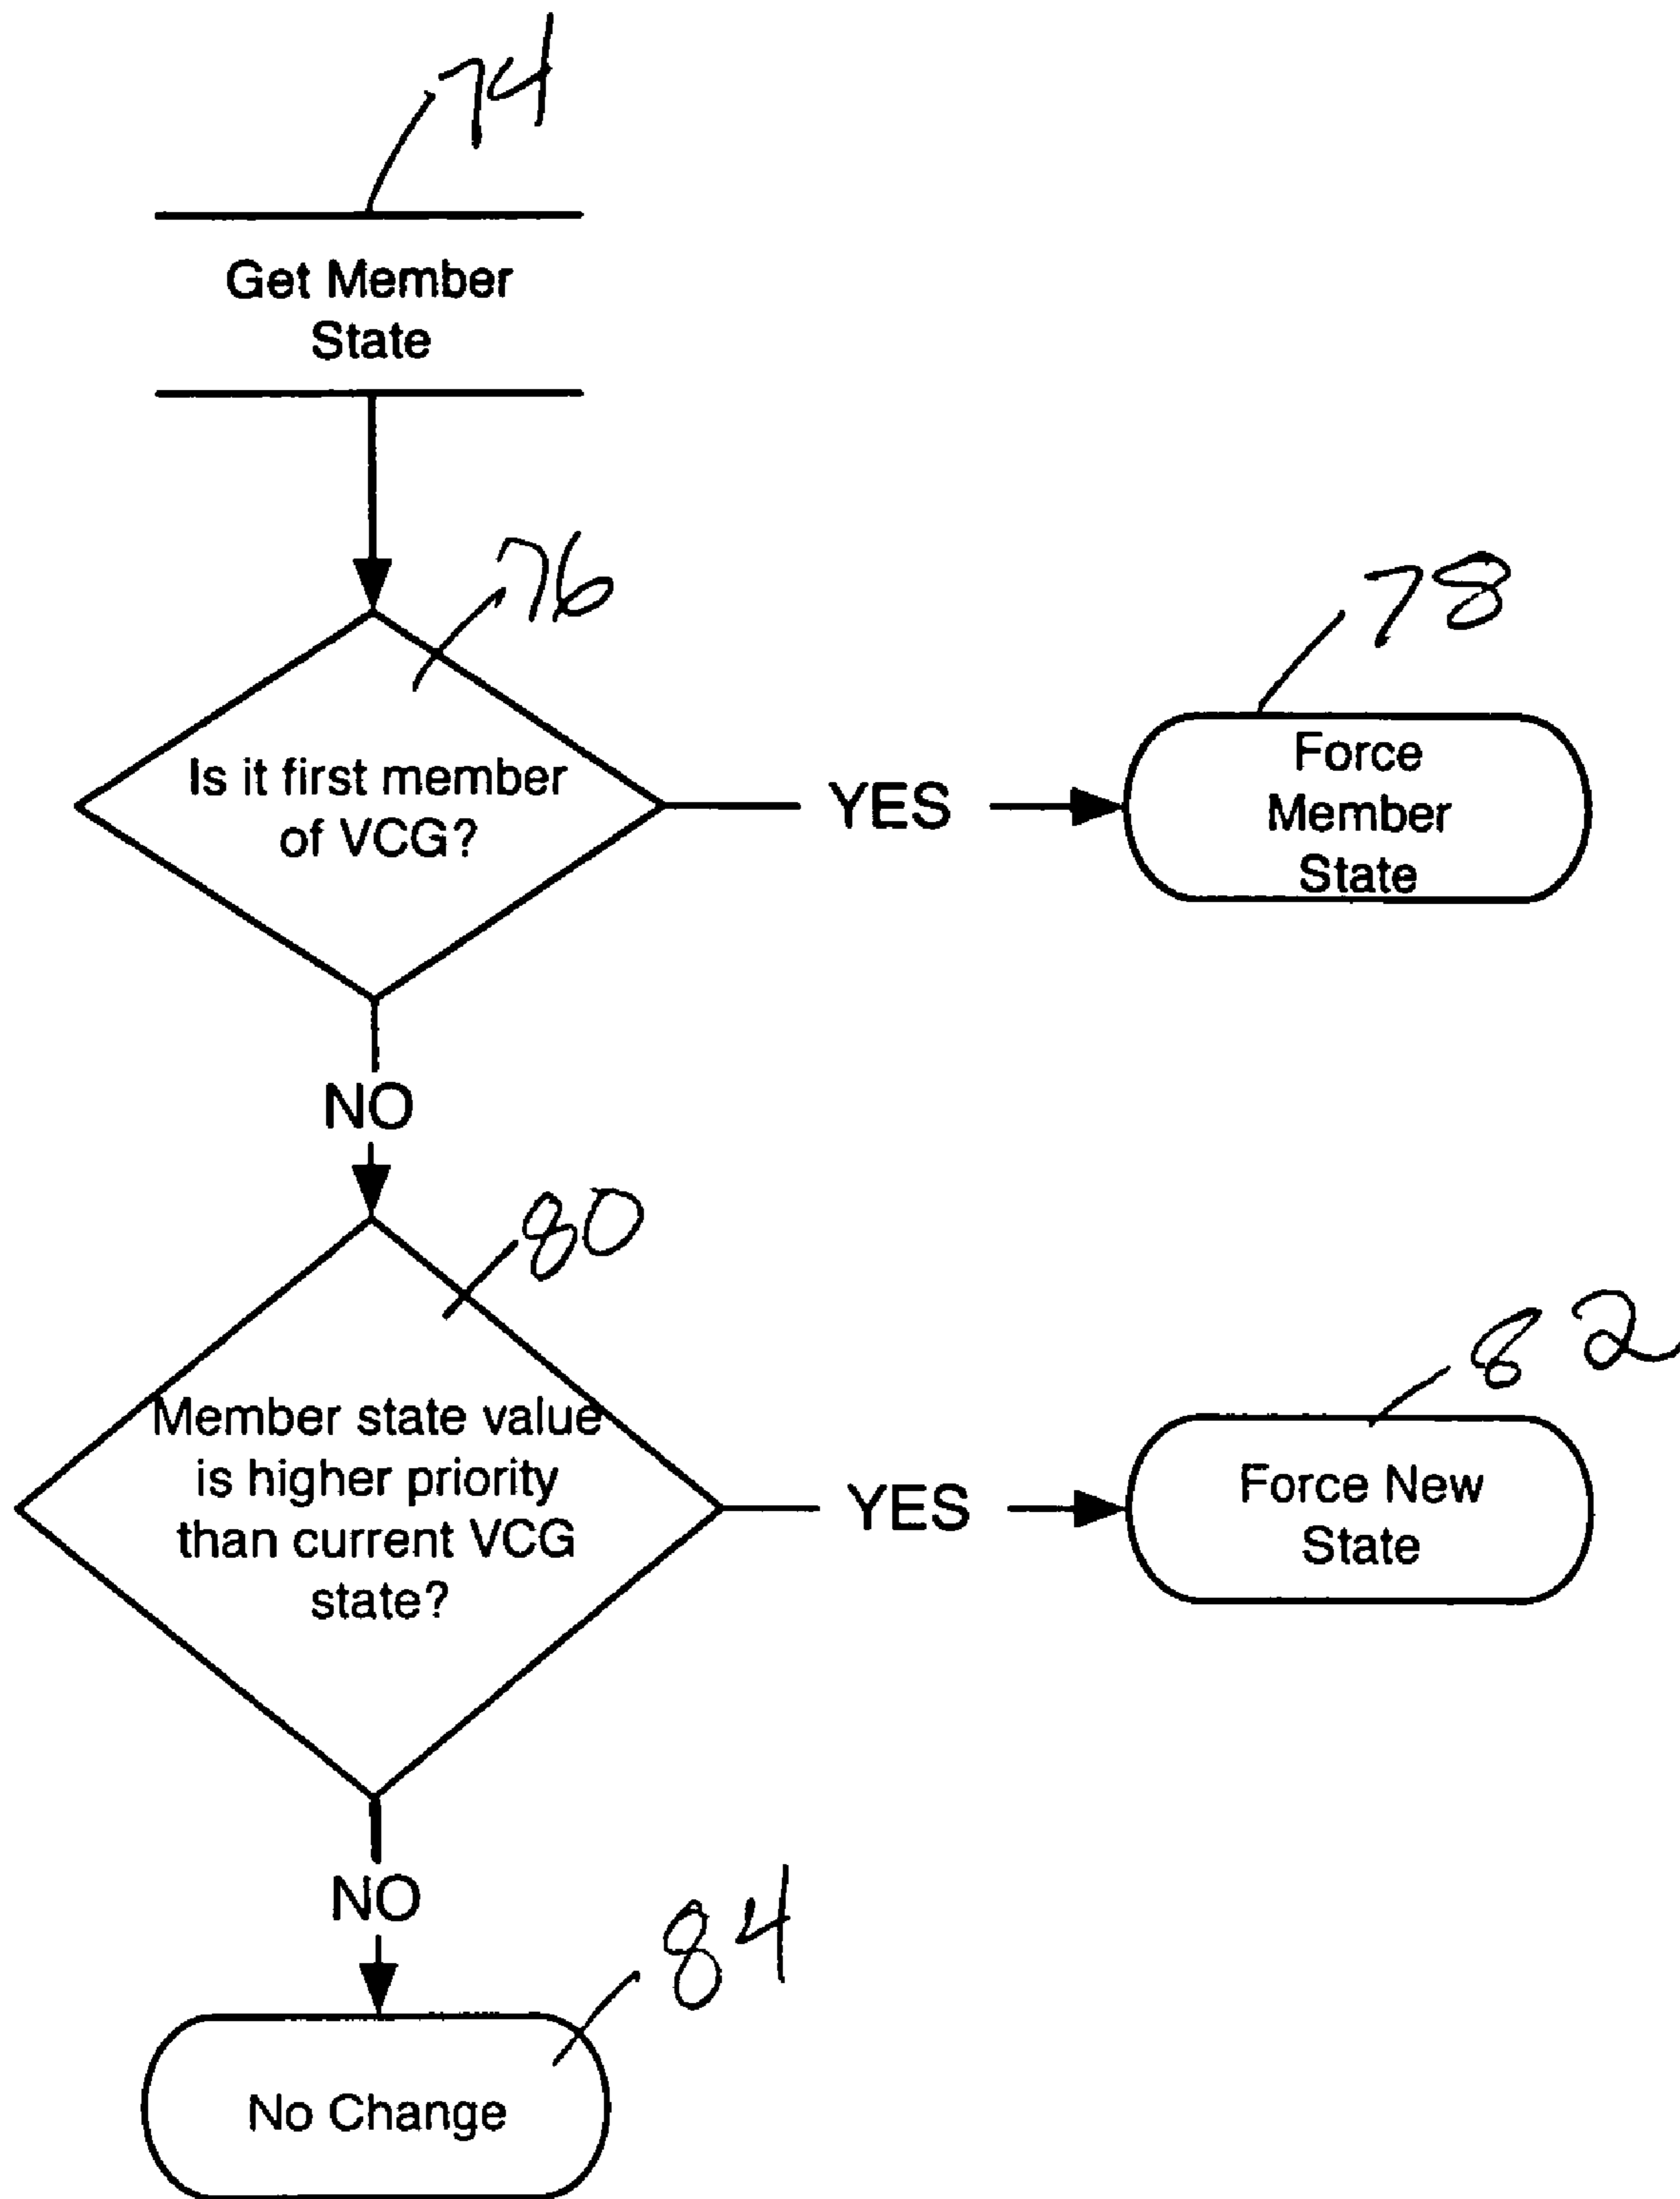 74
Get Member
State
76
78
Is it first member
of VCG?
YES
Force
Member
State
NO
80
82
Member state value
is higher priority
than current VCG
state?
YES
Force New
State
NO
84
No Change